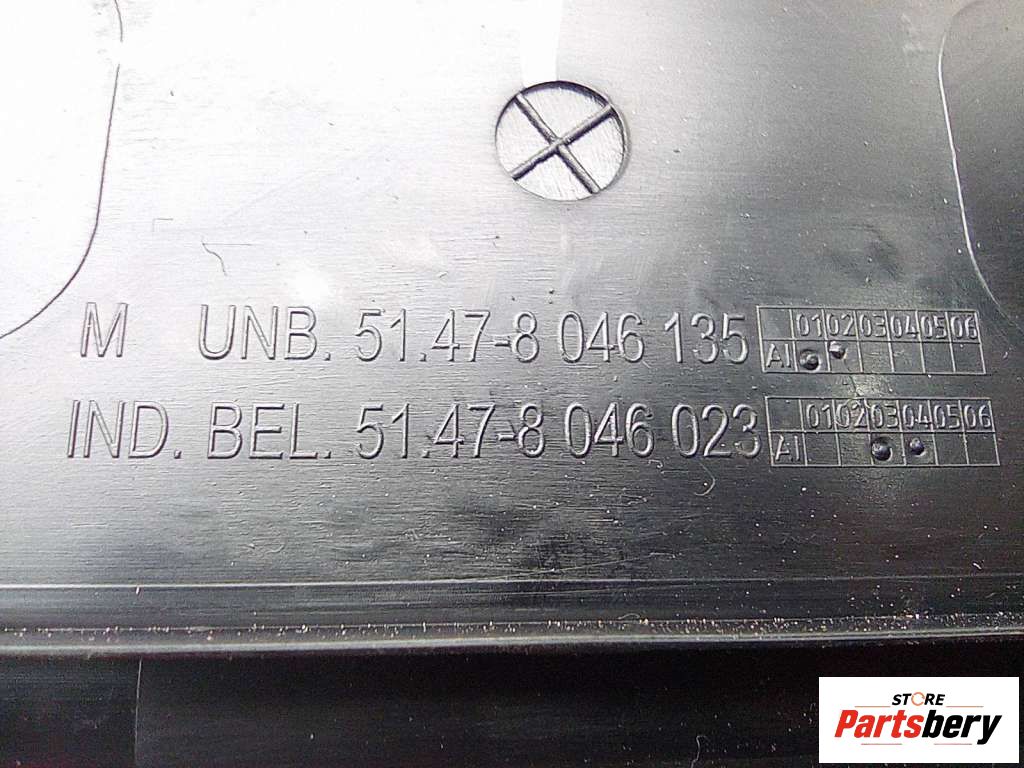 M UNB. 51.47-8 046 135 AI 01 02 03 04 05 06
IND. BEL. 51.47-8 046 023 AI 01 02 03 04 05 06
STORE
Partsbery